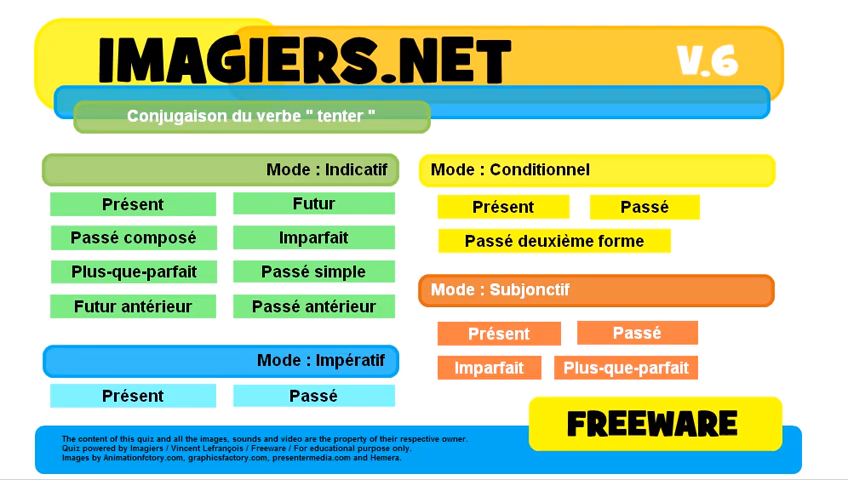 IMAGIERS.NET
V.6
Conjugaison du verbe " tenter "
Mode : Indicatif
Présent
Futur
Passé composé
Imparfait
Plus-que-parfait
Passé simple
Futur antérieur
Passé antérieur
Mode : Impératif
Présent
Passé
Mode : Conditionnel
Présent
Passé
Passé deuxième forme
Mode : Subjonctif
Présent
Passé
Imparfait
Plus-que-parfait
FREEWARE
The content of this quiz and all the images, sounds and video are the property of their respective owner.
Quiz powered by Imagiers / Vincent Lefrançois / Freeware / For educational purpose only.
Images by Animationfctory.com, graphicsfactory.com, presentermedia.com and Hemera.